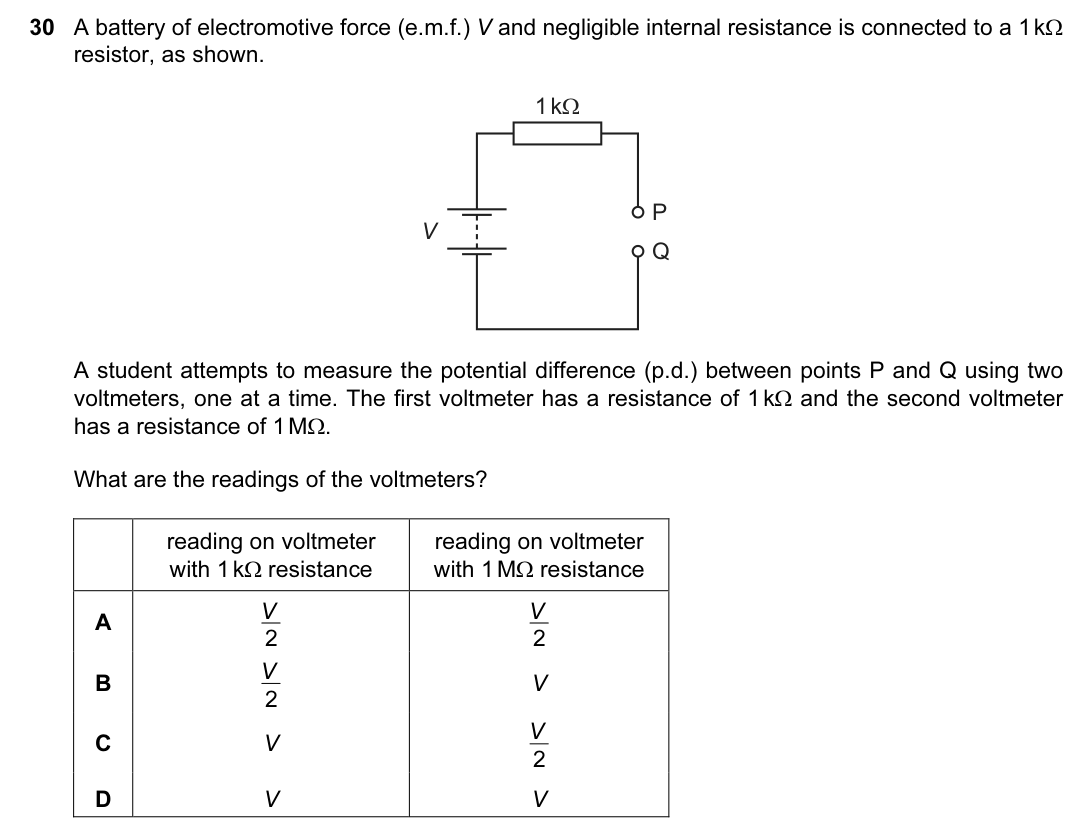 30 A battery of electromotive force (e.m.f.) V and negligible internal resistance is connected to a 1 kΩ
resistor, as shown.
1 kΩ
P
V
Q
A student attempts to measure the potential difference (p.d.) between points P and Q using two
voltmeters, one at a time. The first voltmeter has a resistance of 1 kΩ and the second voltmeter
has a resistance of 1 MΩ.
What are the readings of the voltmeters?
reading on voltmeter
with 1 kΩ resistance
reading on voltmeter
with 1 MΩ resistance
A V/2 V/2
B V/2 V
C V V/2
D V V